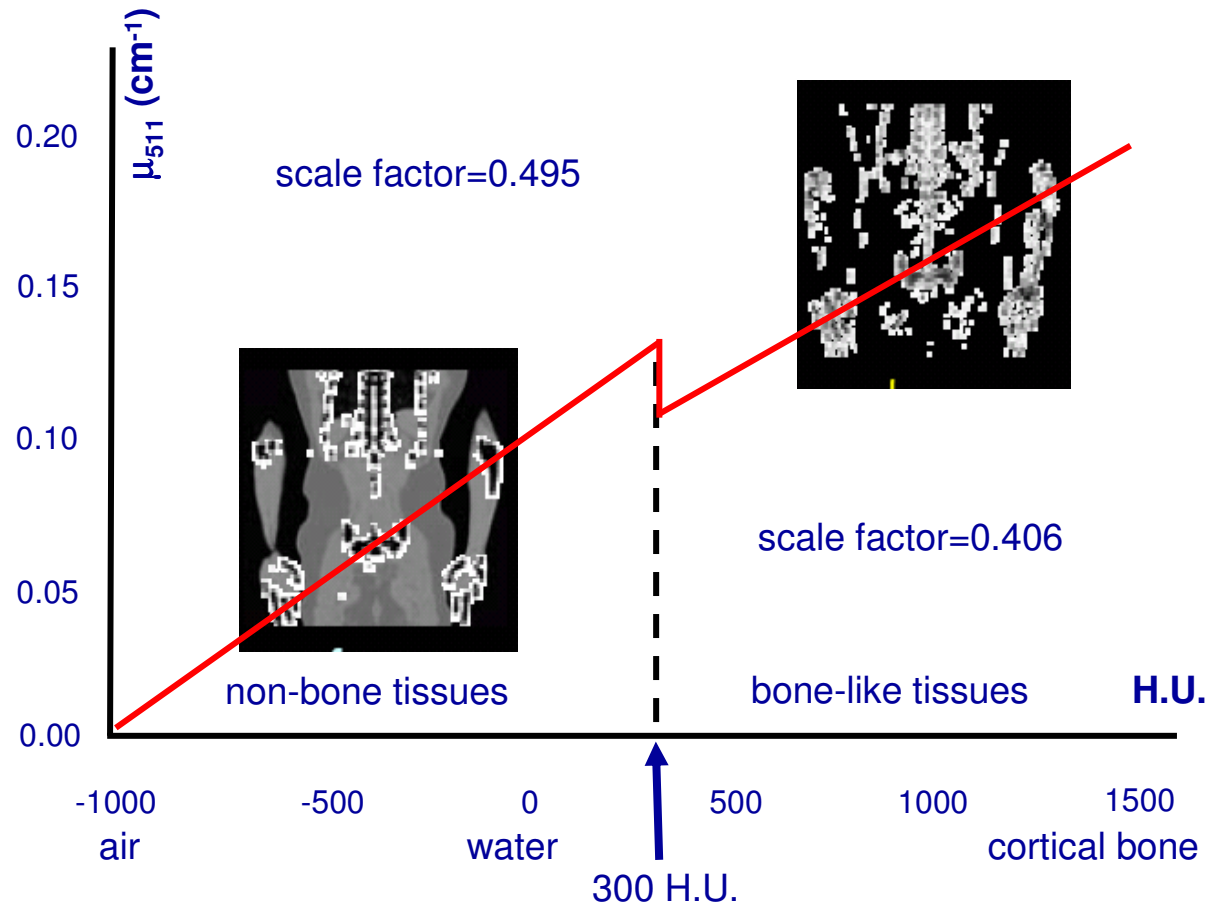 μ511 (cm-1)
0.20
scale factor=0.495
0.15
0.10
scale factor=0.406
0.05
non-bone tissues
bone-like tissues
H.U.
0.00
-1000
-500
0
500
1000
1500
air
water
cortical bone
300 H.U.